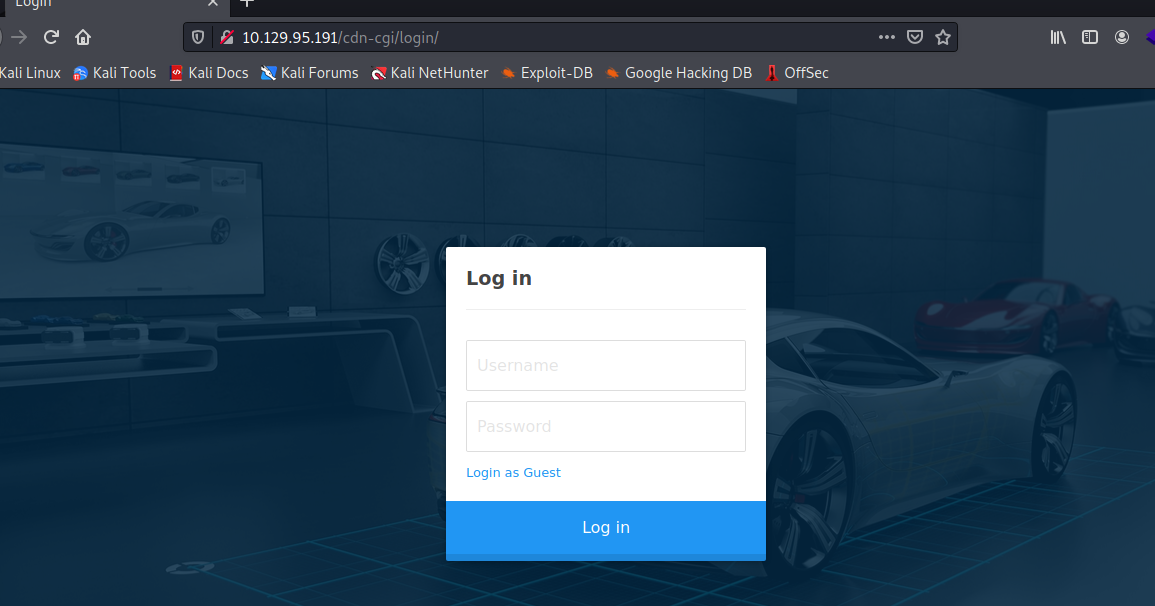 Login
10.129.95.191/cdn-cgi/login/
Kali Linux Kali Tools Kali Docs Kali Forums Kali NetHunter Exploit-DB Google Hacking DB OffSec
Log in
Username
Password
Login as Guest
Log in